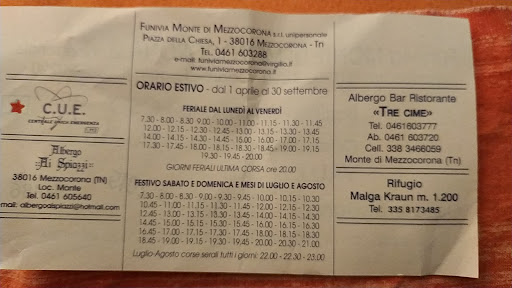 C.U.E.
CENTRALE UNICA EMERGENZA
Albergo
Ai Spiazzi
38016 Mezzocorona (TN)
Loc. Monte
Tel. 0461 605640
mail: albergoaispiazzi@hotmail.com
FUNIVIA MONTE DI MEZZOCORONA s.r.l. unipersonale
PIAZZA DELLA CHIESA, 1 - 38016 MEZZOCORONA - TN
TEL. 0461 603288
e-mail: funiviamezzocorona@virgilio.it
www.funiviamezzocorona.it
ORARIO ESTIVO - dal 1 aprile al 30 settembre
FERIALE DAL LUNEDÌ AL VENERDÌ
7.30 - 8.00 - 8.30 - 9.00 - 10.00 - 11.00 - 11.15 - 11.30 - 11.45
12.00 - 12.15 - 12.30 - 12.45 - 13.00 - 13.15 - 13.30 - 13.45
14.00 - 14.15 - 14.30 - 14.45 - 15.00 - 16.00 - 17.00 - 17.15
17.30 - 17.45 - 18.00 - 18.15 - 18.30 - 18.45 - 19.00 - 19.15
19.30 - 19.45 - 20.00
GIORNI FERIALI ULTIMA CORSA ore 20.00
FESTIVO SABATO E DOMENICA E MESI DI LUGLIO E AGOSTO
7.30 - 8.00 - 8.30 - 9.00 - 9.30 - 9.45 - 10.00 - 10.15 - 10.30
10.45 - 11.00 - 11.15 - 11.30 - 11.45 - 12.00 - 12.15 - 12.30
12.45 - 13.00 - 13.15 - 13.30 - 13.45 - 14.00 - 14.15 - 14.30
14.45 - 15.00 - 15.15 - 15.30 - 15.45 - 16.00 - 16.15 - 16.30
16.45 - 17.00 - 17.15 - 17.30 - 17.45 - 18.00 - 18.15 - 18.30
18.45 - 19.00 - 19.15 - 19.30 - 19.45 - 20.00 - 20.30 - 21.00
Luglio-Agosto corse serali tutti i giorni: 22.00 - 22.30 - 23.00
Albergo Bar Ristorante
«TRE CIME»
Tel. 0461603777
Ab. 0461 603720
Cell. 338 3466059
Monte di Mezzocorona (Tn)
Rifugio
Malga Kraun m. 1.200
Tel. 335 8173485